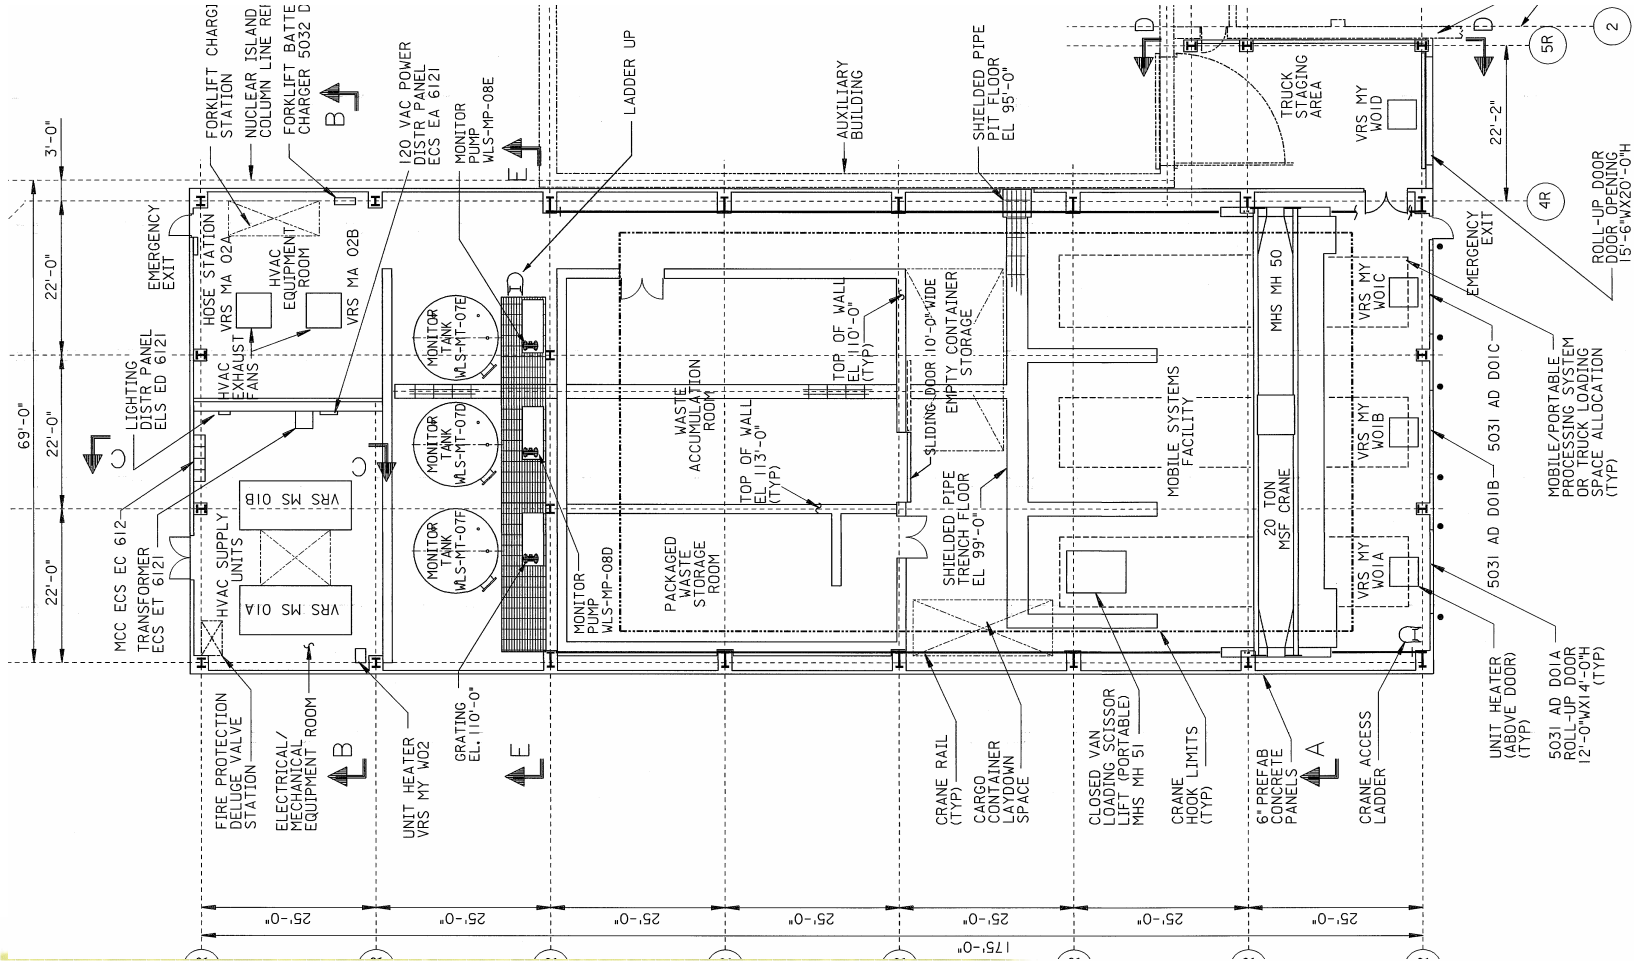 FORKLIFT CHARGI
STATION
NUCLEAR ISLAND
COLUMN LINE REF
FORKLIFT BATTE
CHARGER 5032 D
B
120 VAC POWER
DISTR PANEL
ECS EA 6121
MONITOR
PUMP
WLS-MP-08E
E
LADDER UP
AUXILIARY
BUILDING
SHIELDED PIPE
PIT FLOOR
EL 95'-0"
D
D
TRUCK
STAGING
AREA
VRS MY
W01D
5R
2
22'-2"
4R
3'-0"
22'-0"
22'-0"
22'-0"
69'-0"
EMERGENCY
EXIT
HOSE STATION
VRS MA 02A
HVAC
EQUIPMENT
ROOM
VRS MA 02B
HVAC
EXHAUST
FANS
LIGHTING
DISTR PANEL
ELS ED 6121
C
C
MCC ECS EC 612
TRANSFORMER
ECS ET 6121
HVAC SUPPLY
UNITS
VRS MS 01B
VRS MS 01A
MONITOR
TANK
WLS-MT-07E
MONITOR
TANK
WLS-MT-07D
MONITOR
TANK
WLS-MT-07F
MONITOR
PUMP
WLS-MP-08D
WASTE
ACCUMULATION
ROOM
PACKAGED
WASTE
STORAGE
ROOM
TOP OF WALL
EL 110'-0"
(TYP)
TOP OF WALL
EL 113'-0"
(TYP)
SLIDING DOOR 10'-0" WIDE
EMPTY CONTAINER
STORAGE
SHIELDED PIPE
TRENCH FLOOR
EL 99'-0"
MOBILE SYSTEMS
FACILITY
MHS MH 50
20 TON
MSF CRANE
VRS MY
W01C
VRS MY
W01B
VRS MY
W01A
EMERGENCY
EXIT
ROLL-UP DOOR
DOOR OPENING
15'-6"WX20'-0"H
5031 AD D01C
5031 AD D01B
MOBILE/PORTABLE
PROCESSING SYSTEM
OR TRUCK LOADING
SPACE ALLOCATION
(TYP)
UNIT HEATER
(ABOVE DOOR)
(TYP)
5031 AD D01A
ROLL-UP DOOR
12'-0"WX14'-0"H
(TYP)
FIRE PROTECTION
DELUGE VALVE
STATION
ELECTRICAL/
MECHANICAL
EQUIPMENT ROOM
B
UNIT HEATER
VRS MY W02
GRATING
EL.110'-0"
E
CRANE RAIL
(TYP)
CARGO
CONTAINER
LAYDOWN
SPACE
CLOSED VAN
LOADING SCISSOR
LIFT (PORTABLE)
MHS MH 51
CRANE
HOOK LIMITS
(TYP)
6" PREFAB
CONCRETE
PANELS
A
CRANE ACCESS
LADDER
25'-0"
25'-0"
25'-0"
25'-0"
25'-0"
25'-0"
25'-0"
175'-0"